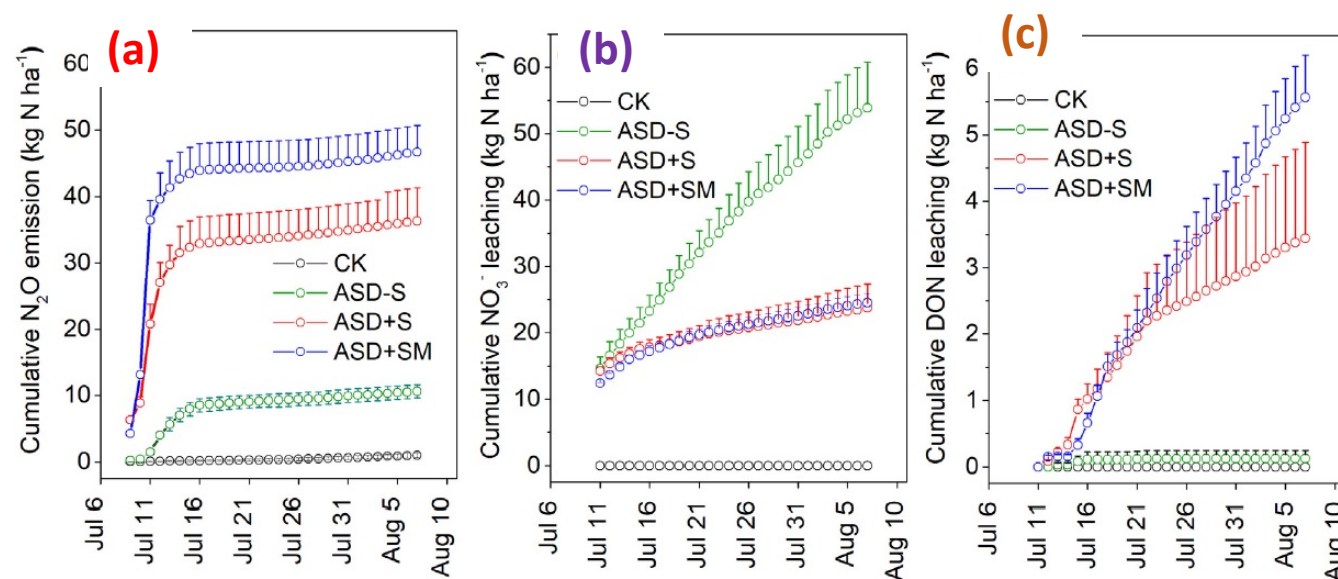 (a)
Cumulative N₂O emission (kg N ha⁻¹)
60
50
40
30
20
10
0
CK
ASD-S
ASD+S
ASD+SM
Jul 6
Jul 11
Jul 16
Jul 21
Jul 26
Jul 31
Aug 5
Aug 10
(b)
Cumulative NO₃⁻ leaching (kg N ha⁻¹)
60
50
40
30
20
10
0
CK
ASD-S
ASD+S
ASD+SM
Jul 6
Jul 11
Jul 16
Jul 21
Jul 26
Jul 31
Aug 5
Aug 10
(c)
Cumulative DON leaching (kg N ha⁻¹)
6
5
4
3
2
1
0
CK
ASD-S
ASD+S
ASD+SM
Jul 6
Jul 11
Jul 16
Jul 21
Jul 26
Jul 31
Aug 5
Aug 10